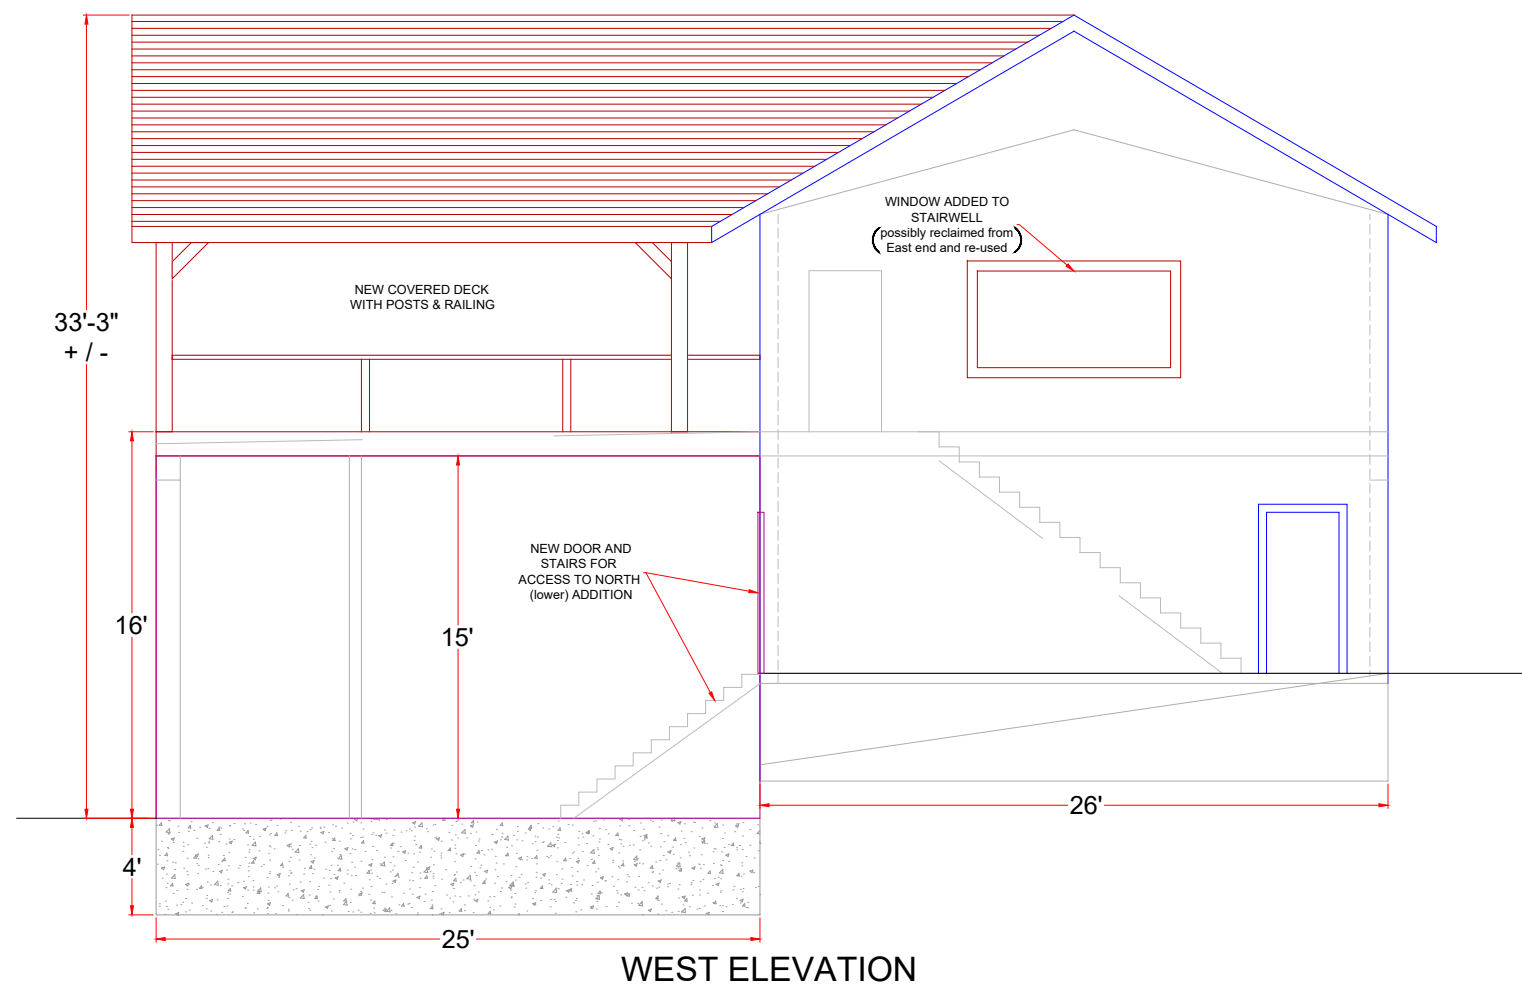 WINDOW ADDED TO
STAIRWELL
(possibly reclaimed from
East end and re-used)
NEW COVERED DECK
WITH POSTS & RAILING
33'-3"
+ / -
NEW DOOR AND
STAIRS FOR
ACCESS TO NORTH
(lower) ADDITION
16'
15'
26'
4'
25'
WEST ELEVATION